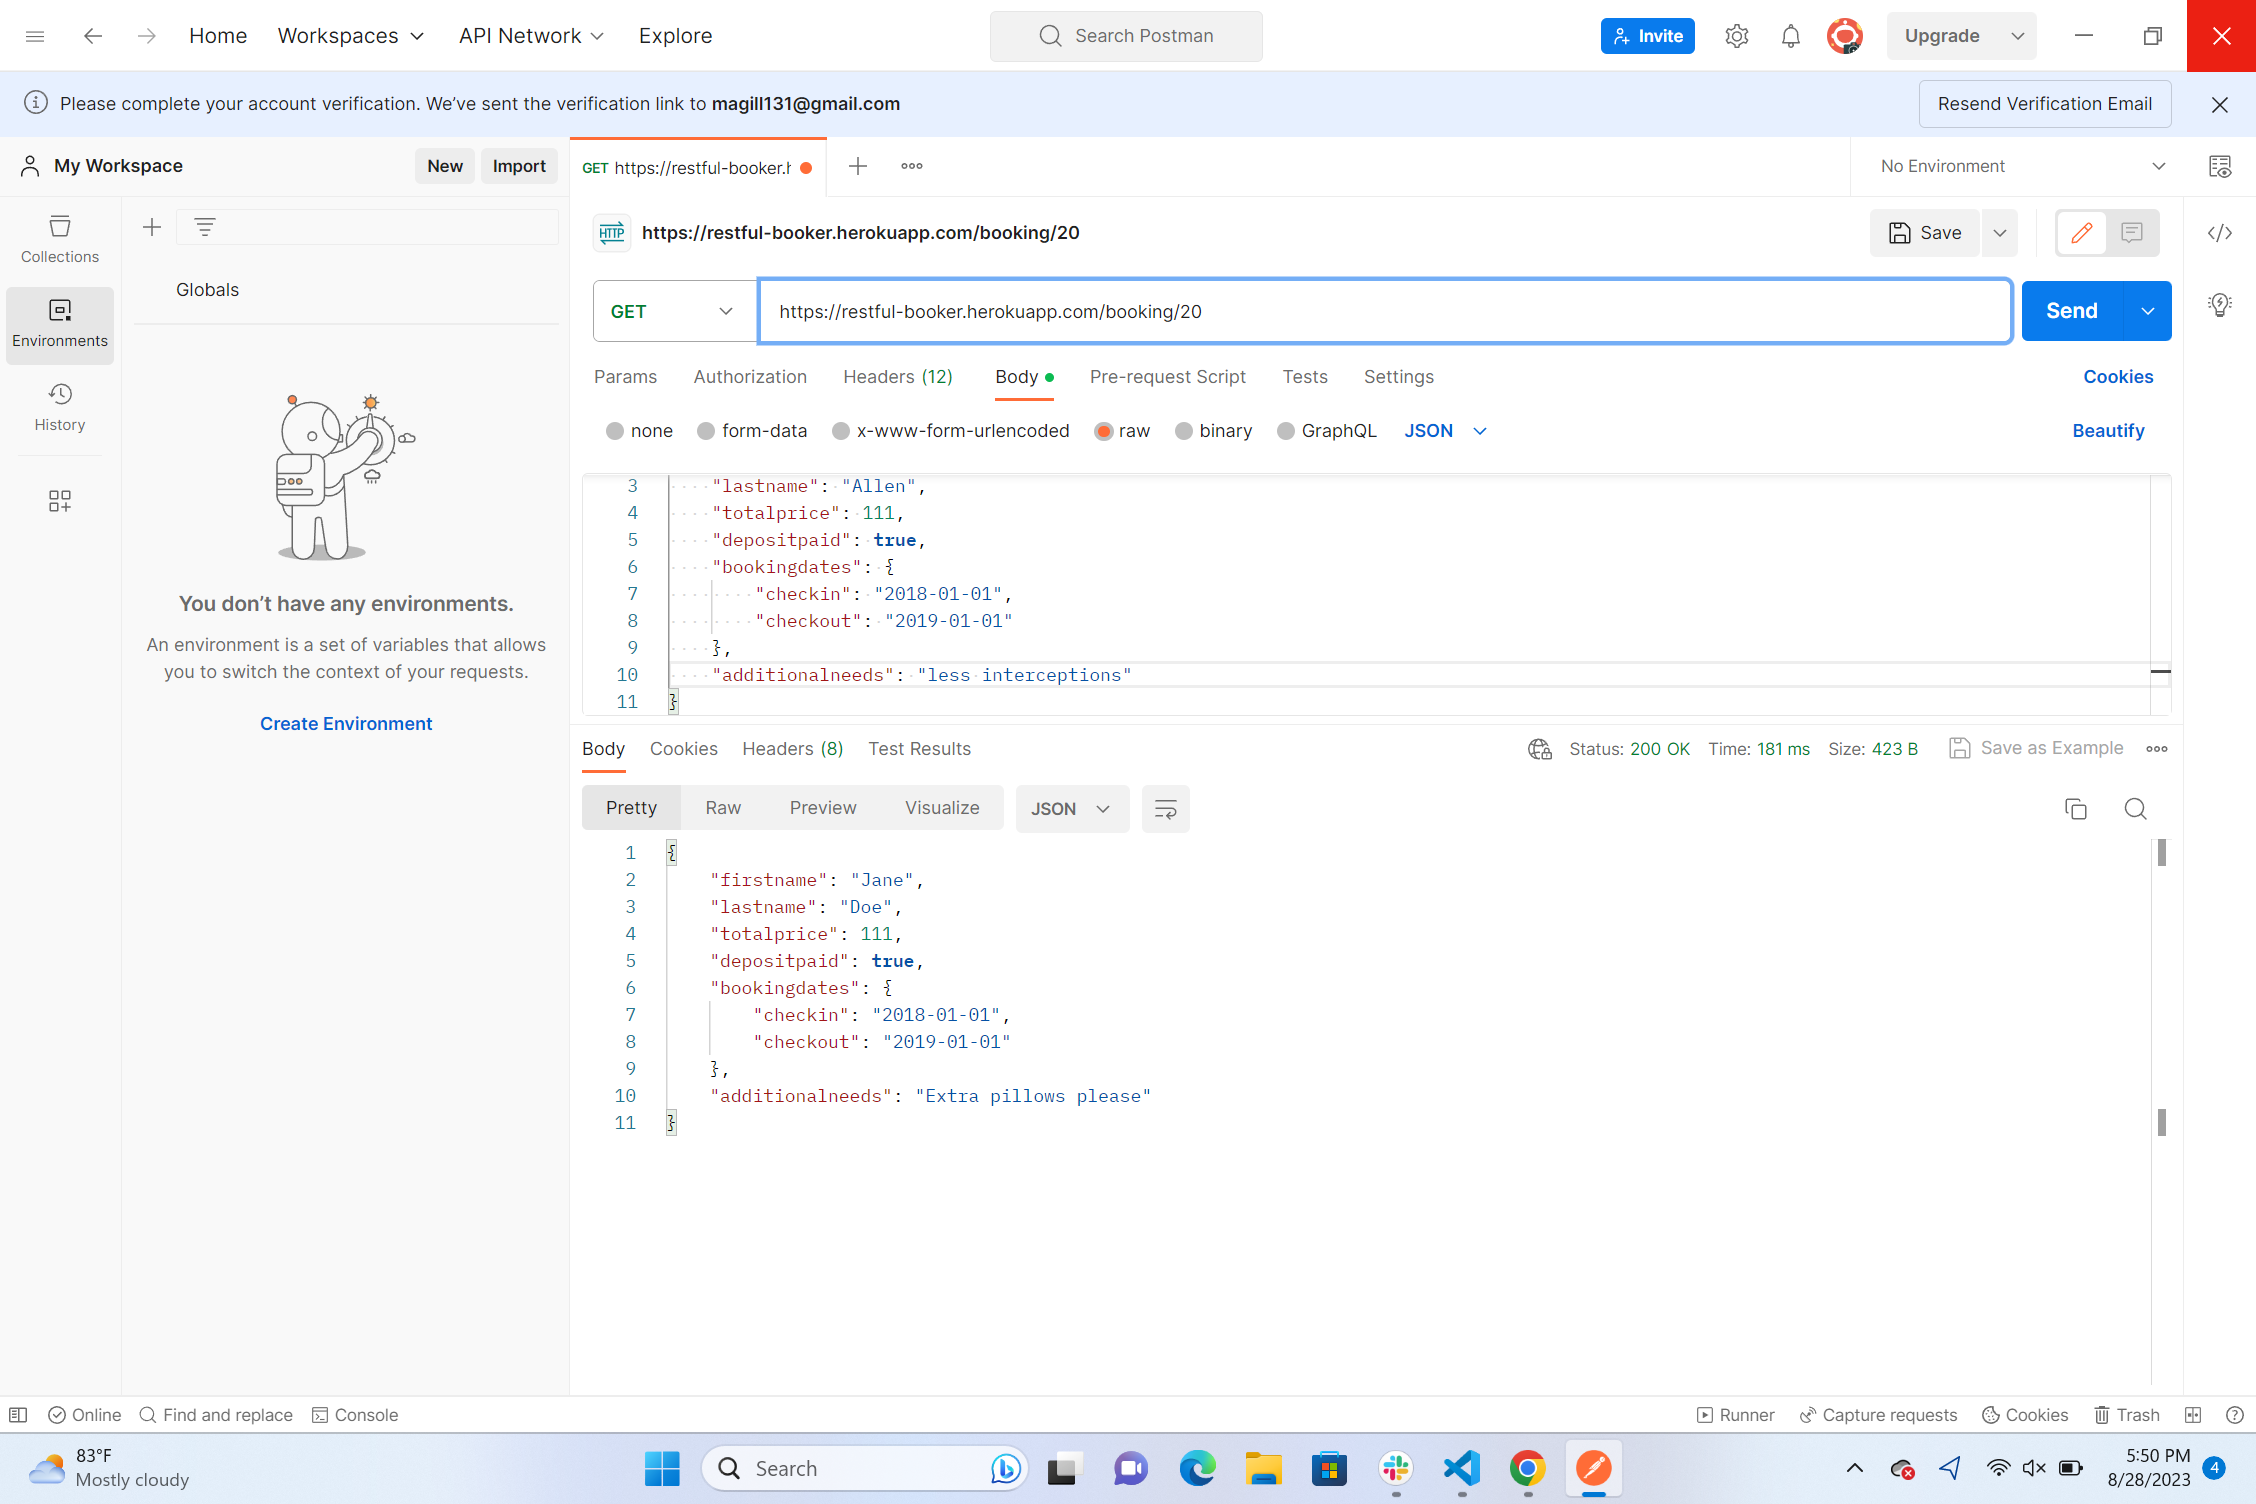 Home Workspaces API Network Explore Search Postman Invite Upgrade
Please complete your account verification. We’ve sent the verification link to magill131@gmail.com Resend Verification Email
My Workspace New Import GET https://restful-booker.h No Environment
Collections
Environments
History
Globals
You don’t have any environments.
An environment is a set of variables that allows
you to switch the context of your requests.
Create Environment
HTTP https://restful-booker.herokuapp.com/booking/20 Save
GET https://restful-booker.herokuapp.com/booking/20 Send
Params Authorization Headers (12) Body Pre-request Script Tests Settings Cookies
none form-data x-www-form-urlencoded raw binary GraphQL JSON Beautify
3 "lastname": "Allen",
4 "totalprice": 111,
5 "depositpaid": true,
6 "bookingdates": {
7 "checkin": "2018-01-01",
8 "checkout": "2019-01-01"
9 },
10 "additionalneeds": "less interceptions"
11 }
Body Cookies Headers (8) Test Results Status: 200 OK Time: 181 ms Size: 423 B Save as Example
Pretty Raw Preview Visualize JSON
1 {
2 "firstname": "Jane",
3 "lastname": "Doe",
4 "totalprice": 111,
5 "depositpaid": true,
6 "bookingdates": {
7 "checkin": "2018-01-01",
8 "checkout": "2019-01-01"
9 },
10 "additionalneeds": "Extra pillows please"
11 }
Online Find and replace Console Runner Capture requests Cookies Trash
83°F
Mostly cloudy
Search
5:50 PM
8/28/2023
4